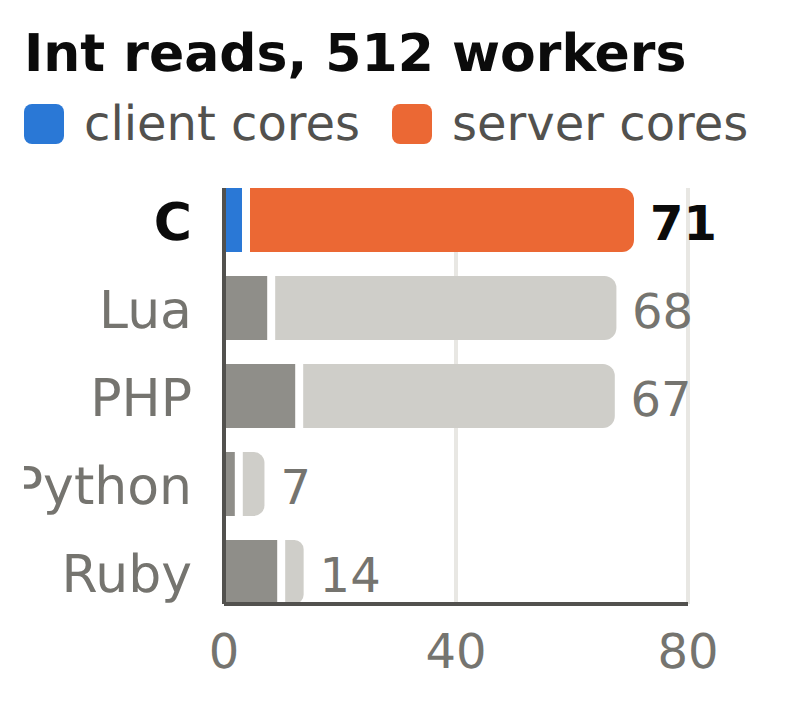 Int reads, 512 workers
client cores server cores
C 71
Lua 68
PHP 67
Python 7
Ruby 14
0 40 80